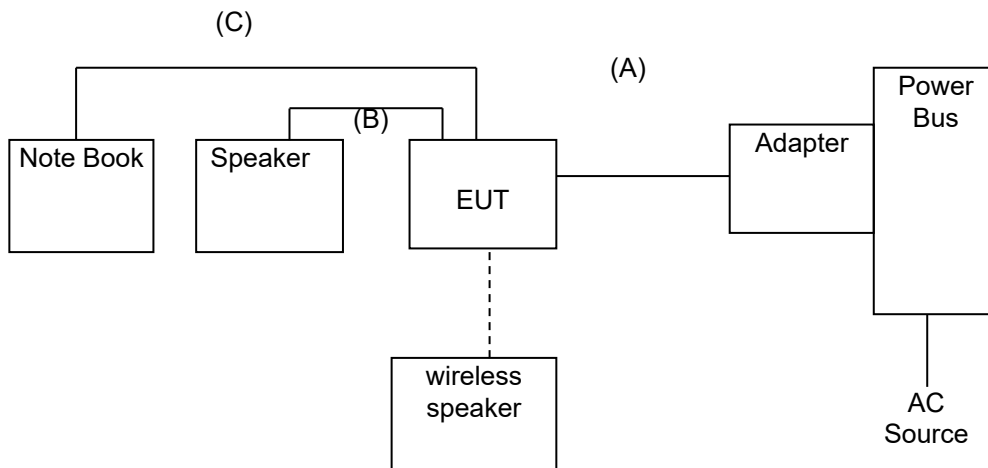 (C)
(A)
(B)
Note Book
Speaker
EUT
Adapter
Power
Bus
wireless
speaker
AC
Source